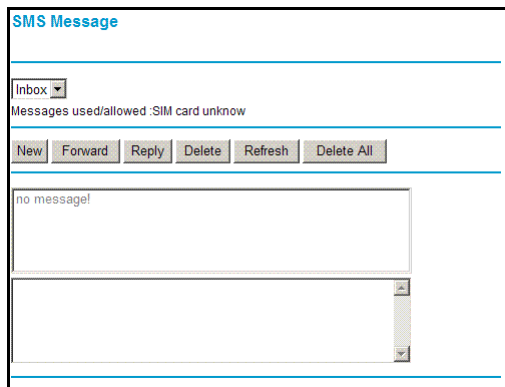 SMS Message
Inbox
Messages used/allowed :SIM card unknow
New Forward Reply Delete Refresh Delete All
no message!